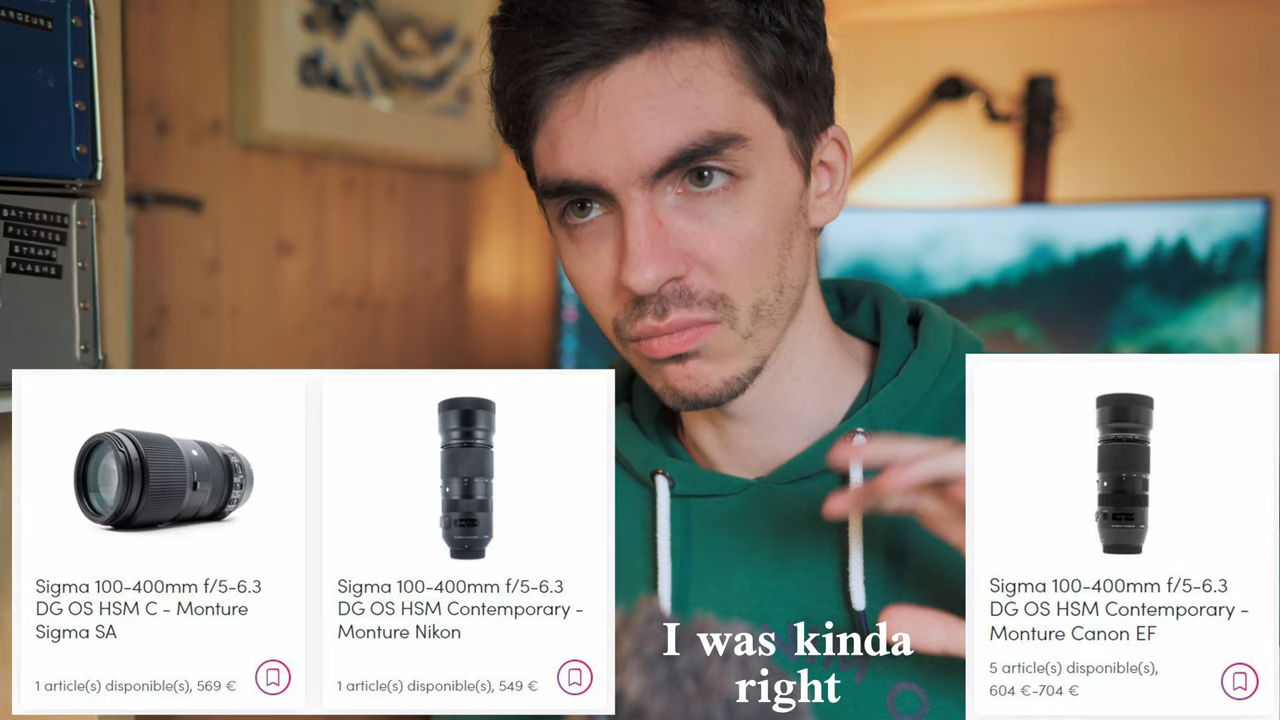 BATTERIES
FILTRES
STRAPS
FLASHS
Sigma 100-400mm f/5-6.3
DG OS HSM C - Monture
Sigma SA
1 article(s) disponible(s), 569 €
Sigma 100-400mm f/5-6.3
DG OS HSM Contemporary -
Monture Nikon
1 article(s) disponible(s), 549 €
Sigma 100-400mm f/5-6.3
DG OS HSM Contemporary -
Monture Canon EF
5 article(s) disponible(s),
604 €-704 €
I was kinda
right